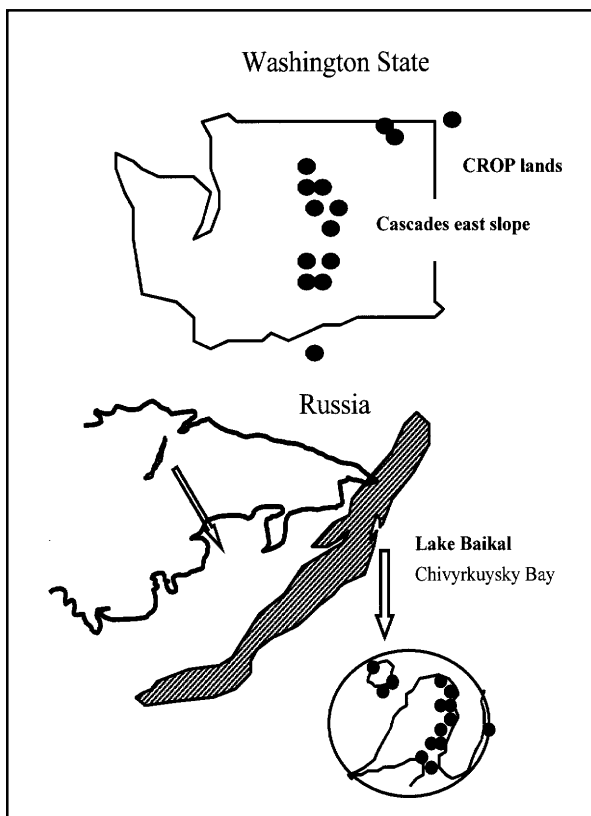 Washington State
CROP lands
Cascades east slope
Russia
Lake Baikal
Chivyrkuysky Bay